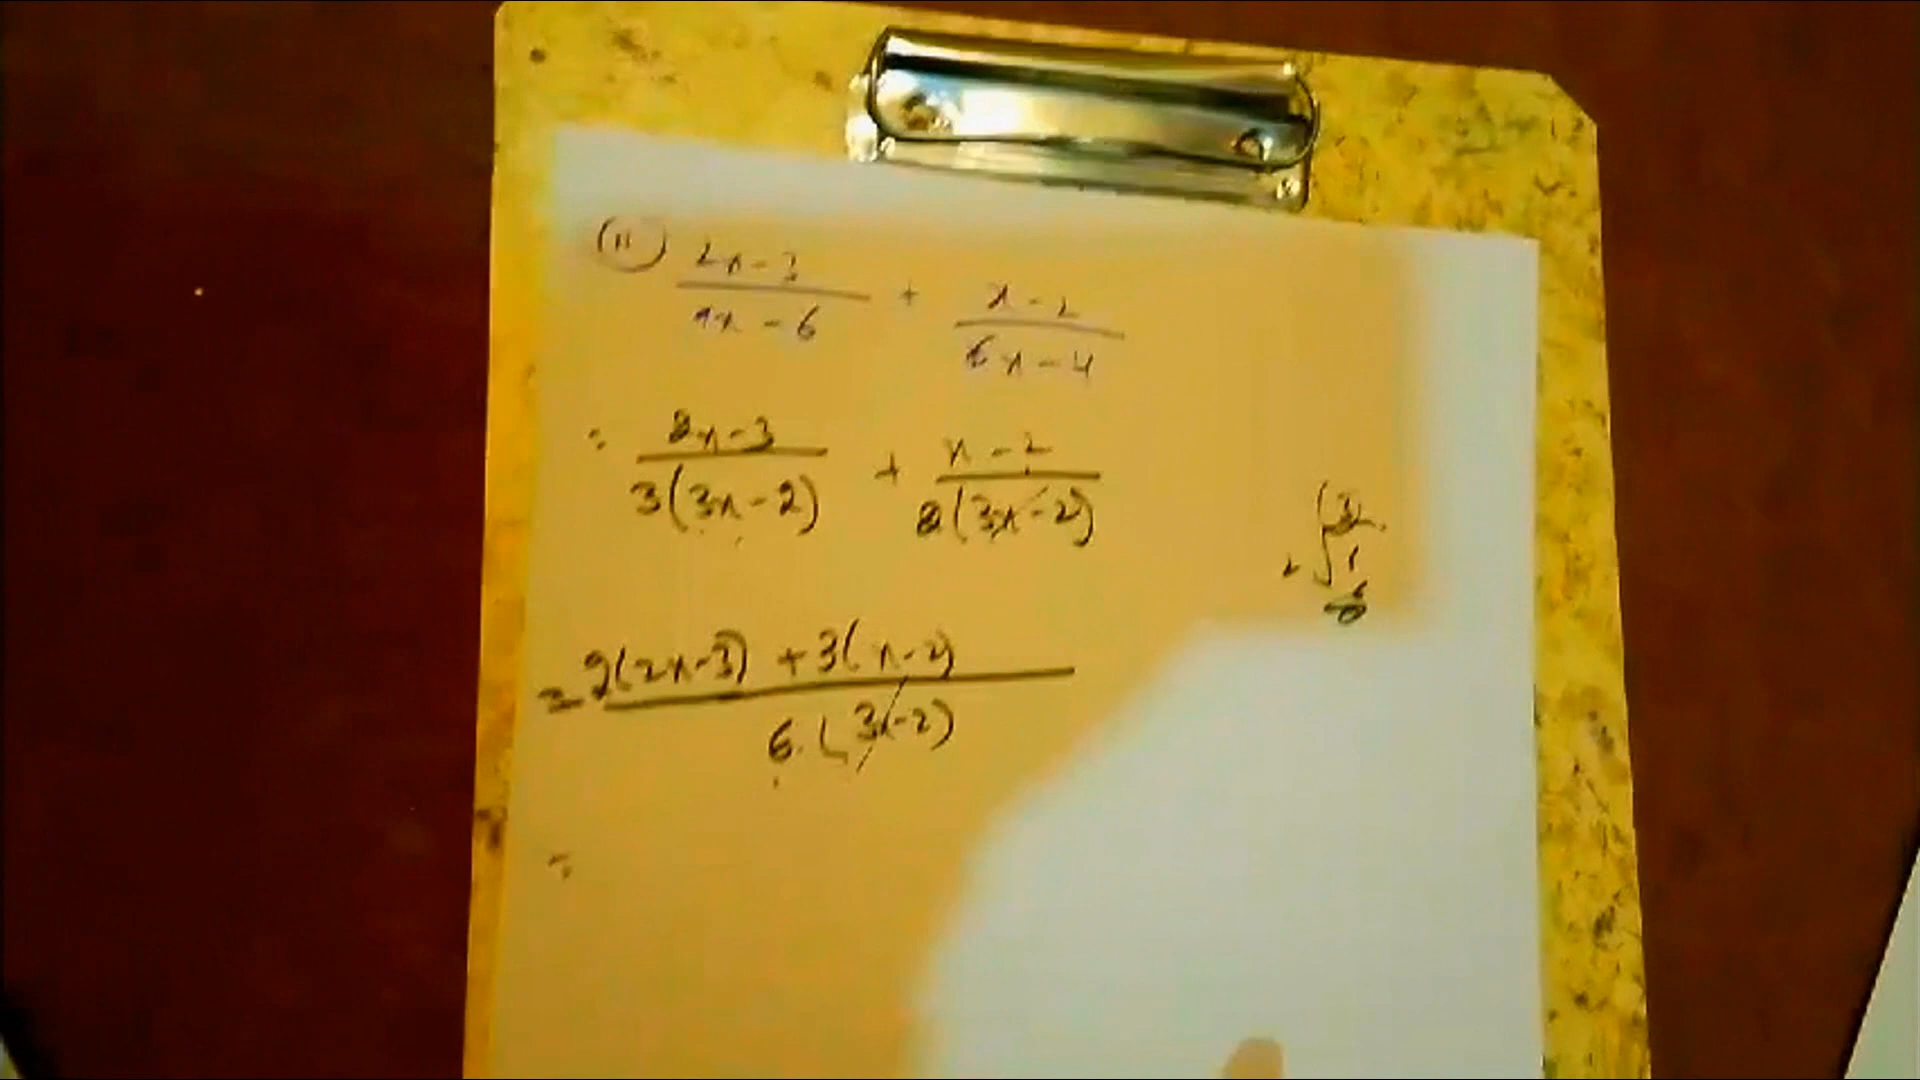 (ii) (2x-3)/(9x-6) + (x-2)/(6x-4)
= (2x-3)/(3(3x-2)) + (x-2)/(2(3x-2))
= (2(2x-3) + 3(x-2))/(6.(3x-2))
=